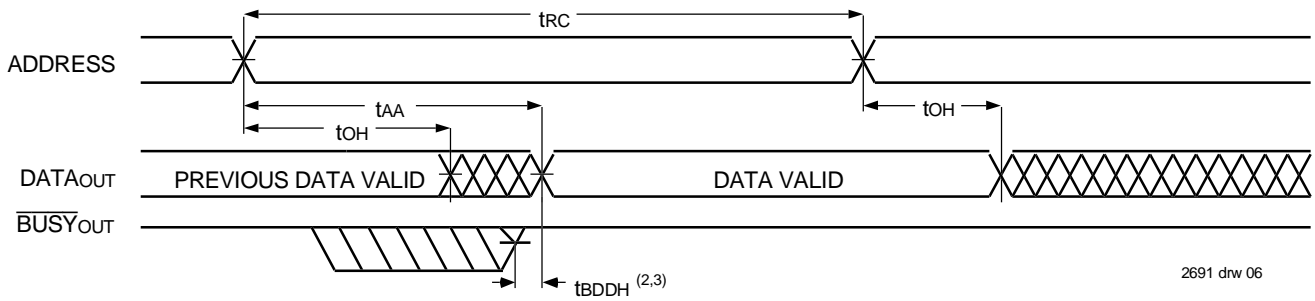 tRC
ADDRESS
tAA
tOH
tOH
DATAOUT
PREVIOUS DATA VALID
DATA VALID
BUSYOUT
tBDDH (2,3)
2691 drw 06